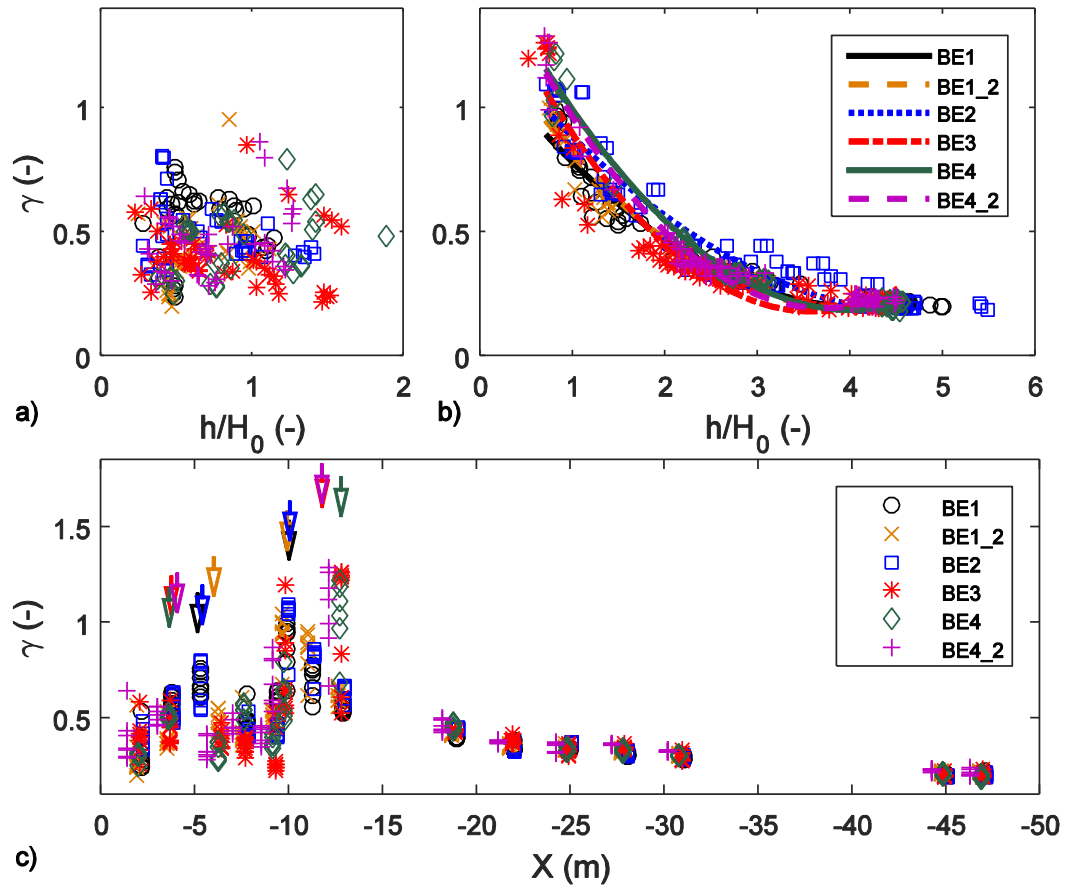 1
0.5
0
γ (-)
0
1
2
a)
h/H0 (-)
1
0.5
0
γ (-)
0
1
2
3
4
5
6
b)
h/H0 (-)
BE1
BE1_2
BE2
BE3
BE4
BE4_2
1.5
1
0.5
γ (-)
0
-5
-10
-15
-20
-25
-30
-35
-40
-45
-50
c)
X (m)
BE1
BE1_2
BE2
BE3
BE4
BE4_2